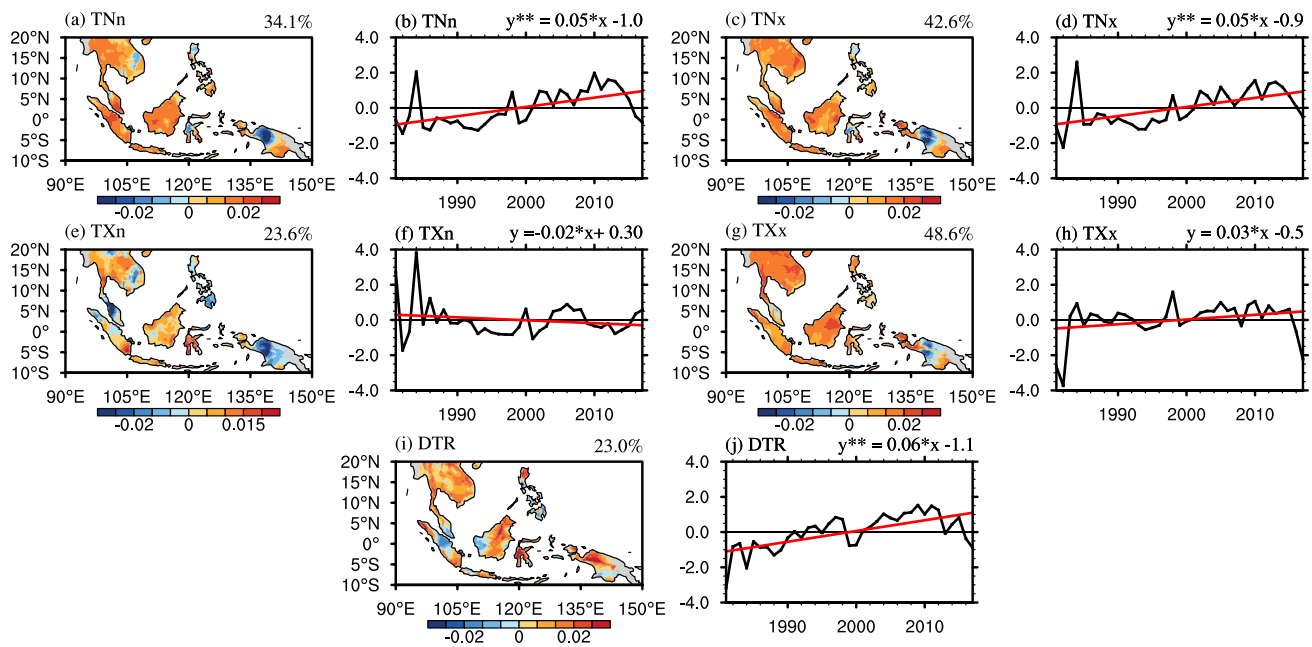 (a) TNn 34.1%
(b) TNn y** = 0.05*x -1.0
(c) TNx 42.6%
(d) TNx y** = 0.05*x -0.9
20°N
15°N
10°N
5°N
0°
5°S
10°S
90°E 105°E 120°E 135°E 150°E
-0.02 0 0.02
4.0
2.0
0.0
-2.0
-4.0
1990 2000 2010
20°N
15°N
10°N
5°N
0°
5°S
10°S
90°E 105°E 120°E 135°E 150°E
-0.02 0 0.02
4.0
2.0
0.0
-2.0
-4.0
1990 2000 2010
(e) TXn 23.6%
(f) TXn y =-0.02*x+ 0.30
(g) TXx 48.6%
(h) TXx y = 0.03*x -0.5
20°N
15°N
10°N
5°N
0°
5°S
10°S
90°E 105°E 120°E 135°E 150°E
-0.02 0 0.015
4.0
2.0
0.0
-2.0
-4.0
1990 2000 2010
20°N
15°N
10°N
5°N
0°
5°S
10°S
90°E 105°E 120°E 135°E 150°E
-0.02 0 0.02
4.0
2.0
0.0
-2.0
-4.0
1990 2000 2010
(i) DTR 23.0%
(j) DTR y** = 0.06*x -1.1
20°N
15°N
10°N
5°N
0°
5°S
10°S
90°E 105°E 120°E 135°E 150°E
-0.02 0 0.02
4.0
2.0
0.0
-2.0
-4.0
1990 2000 2010